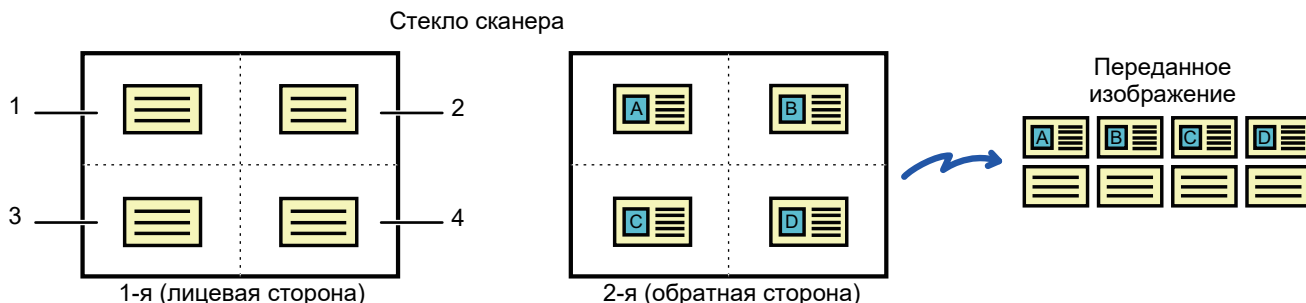 Стекло сканера
Переданное
изображение
1
2
3
4
A
B
C
D
A
B
C
D
1-я (лицевая сторона)
2-я (обратная сторона)